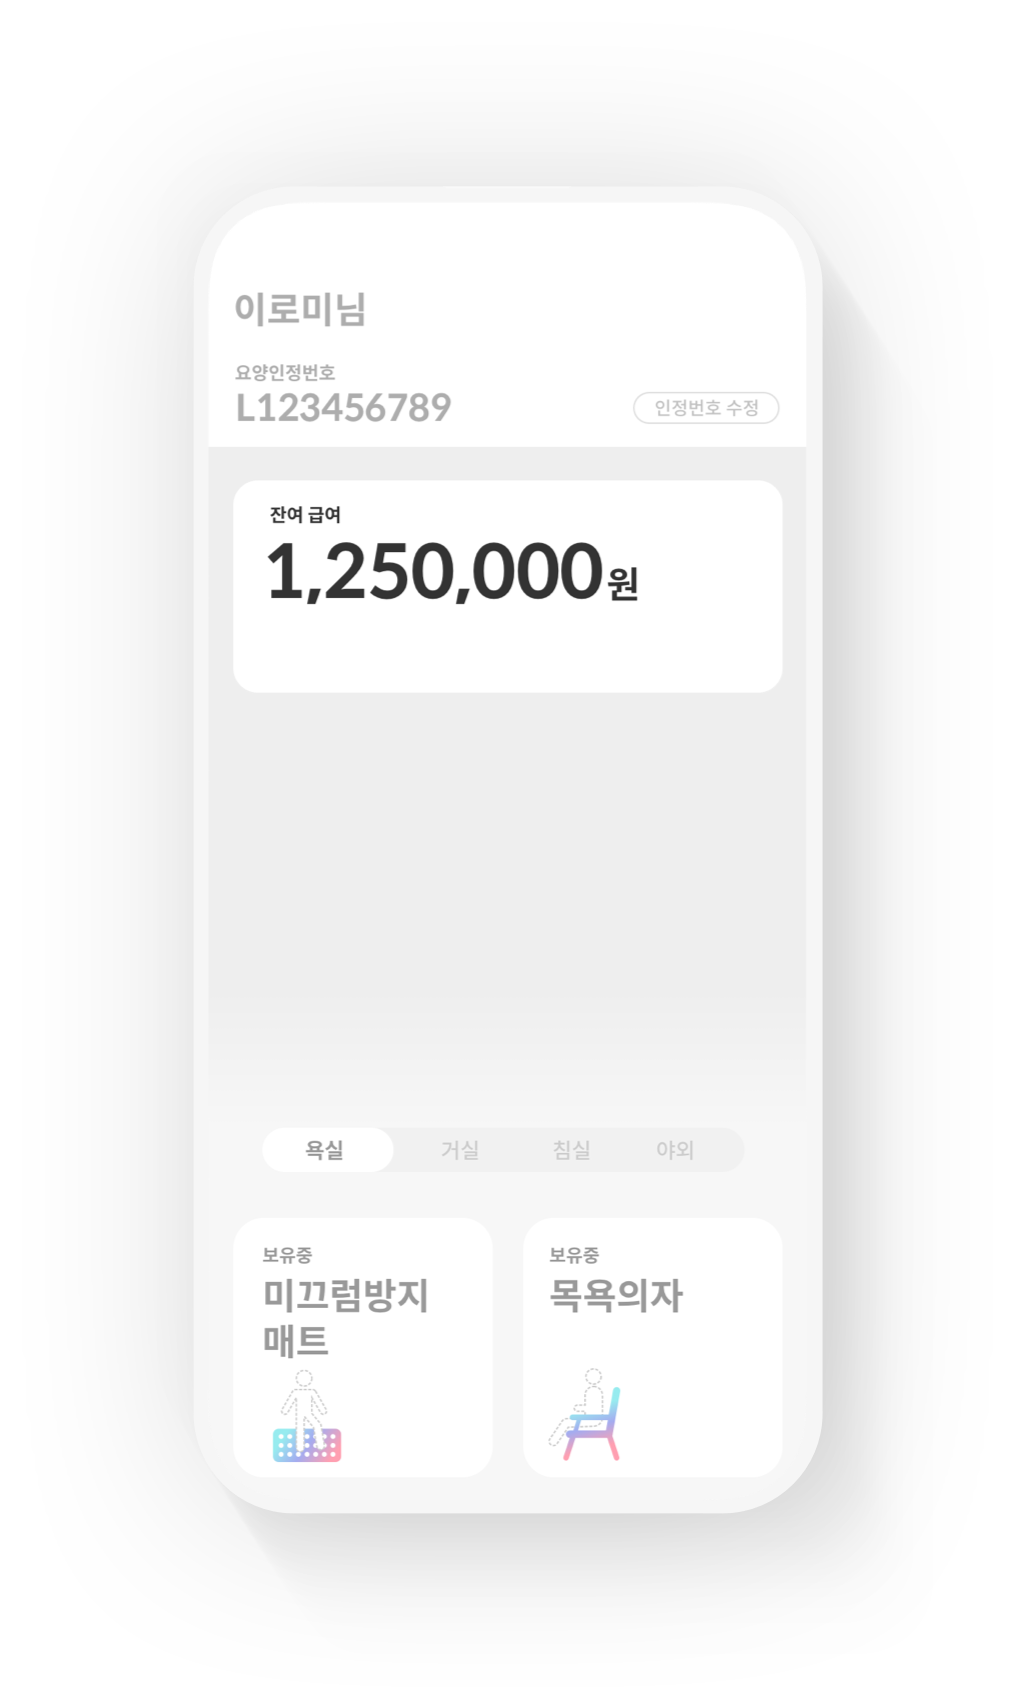 이로미님
요양인정번호
L123456789
인정번호 수정
잔여 급여
1,250,000원
욕실 거실 침실 야외
보유중
미끄럼방지
매트
보유중
목욕의자